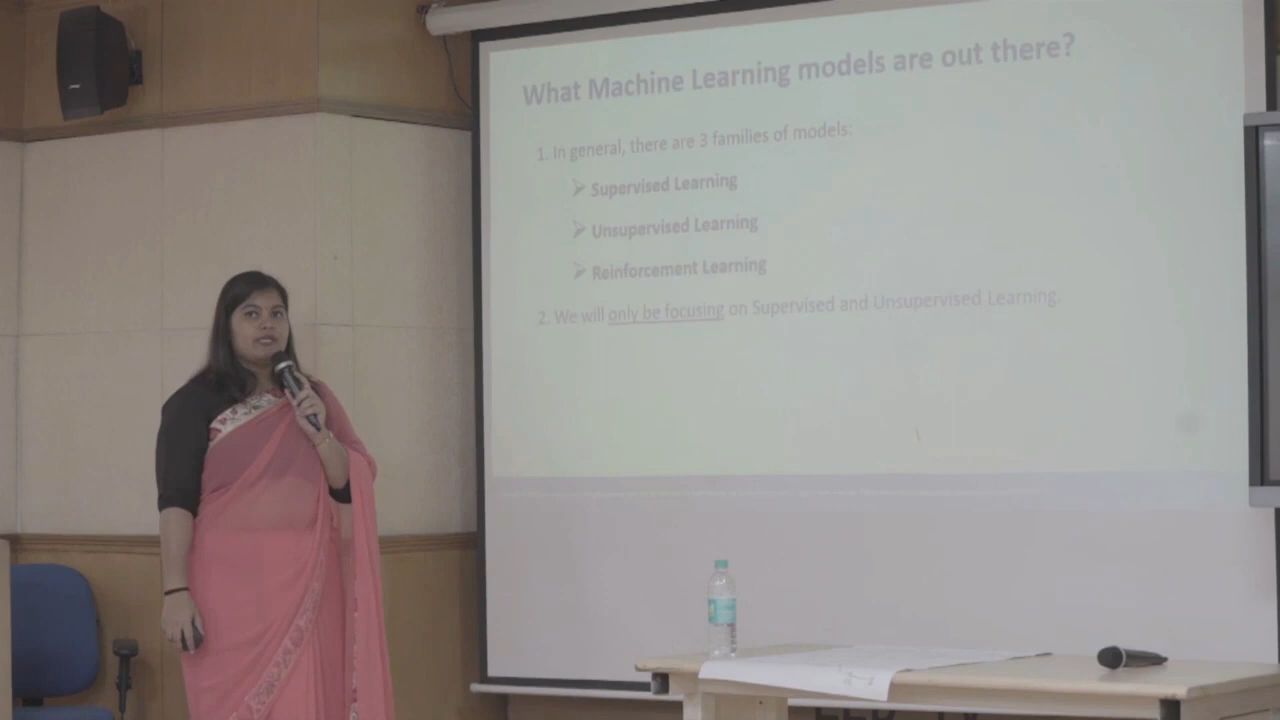 What Machine Learning models are out there?
1. In general, there are 3 families of models:
➢ Supervised Learning
➢ Unsupervised Learning
➢ Reinforcement Learning
2. We will only be focusing on Supervised and Unsupervised Learning.